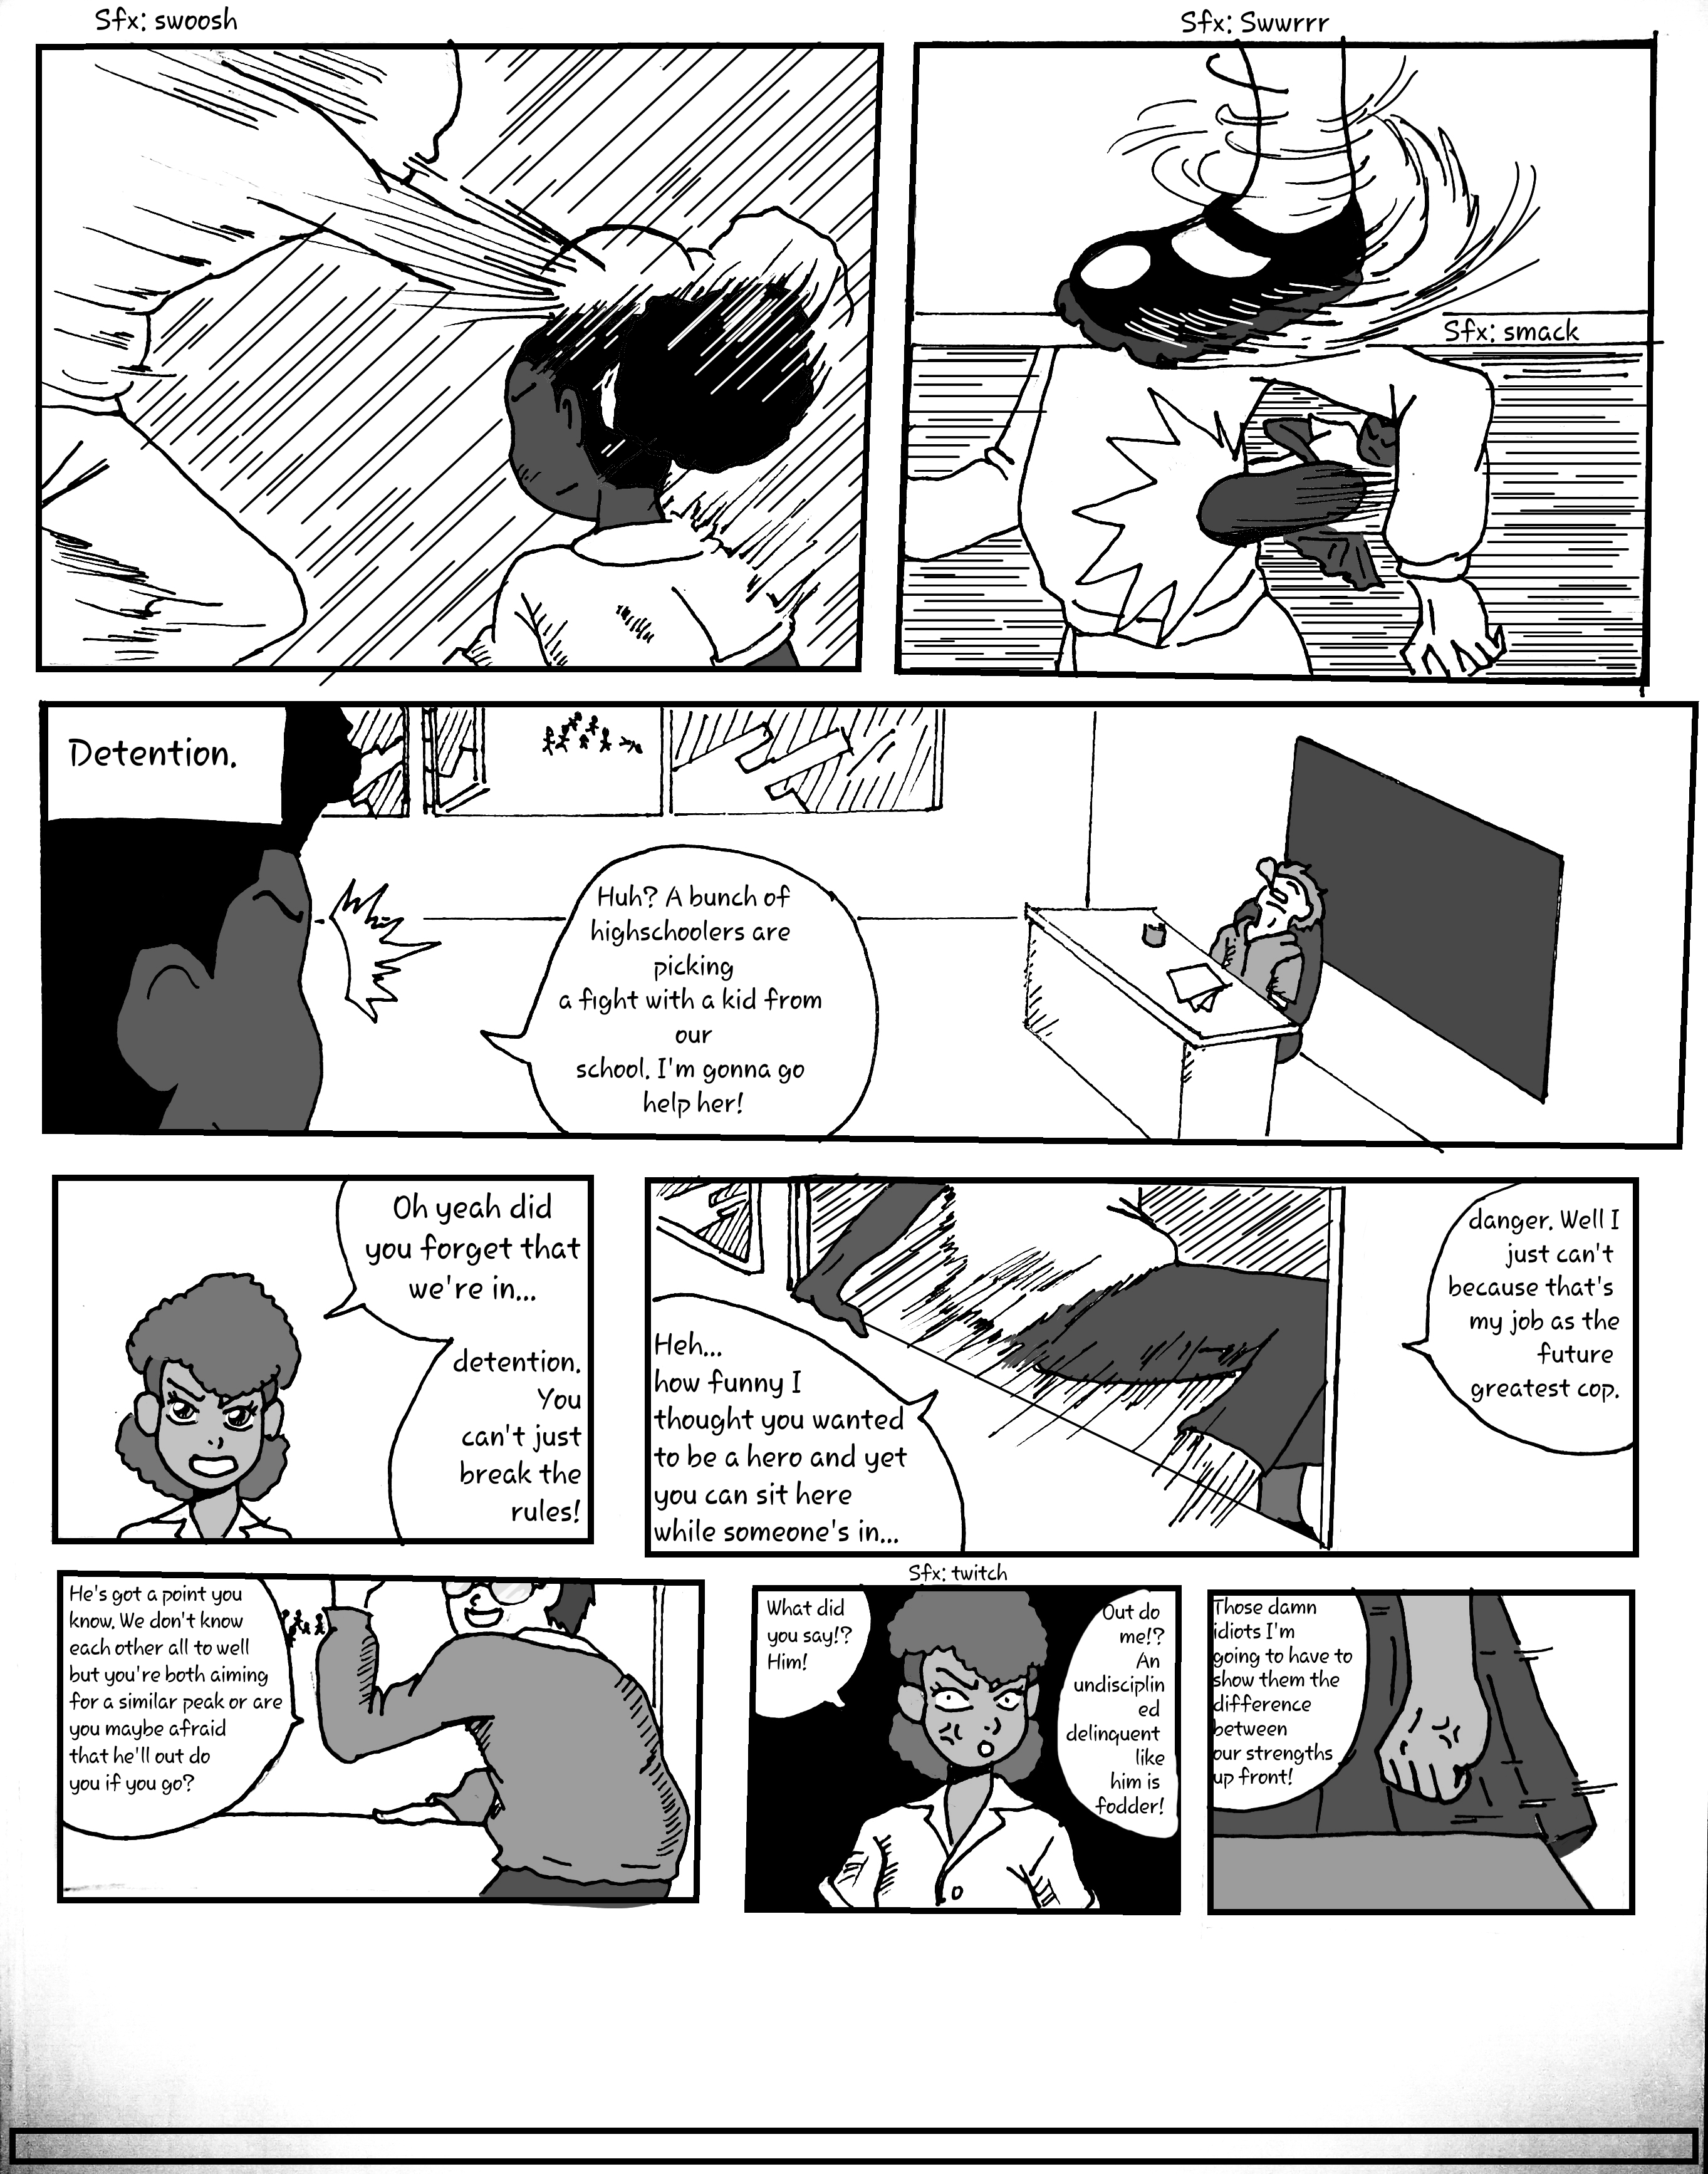 Sfx: swoosh
Sfx: Swwrrr
Sfx: smack
Detention.
Huh? A bunch of
highschoolers are
picking
a fight with a kid from
our
school. I'm gonna go
help her!
Oh yeah did
you forget that
we're in...
detention.
You
can't just
break the
rules!
Heh...
how funny I
thought you wanted
to be a hero and yet
you can sit here
while someone's in...
danger. Well I
just can't
because that's
my job as the
future
greatest cop.
He's got a point you
know. We don't know
each other all to well
but you're both aiming
for a similar peak or are
you maybe afraid
that he'll out do
you if you go?
Sfx: twitch
What did
you say!?
Him!
Out do
me!?
An
undisciplin
ed
delinquent
like
him is
fodder!
Those damn
idiots I'm
going to have to
show them the
difference
between
our strengths
up front!